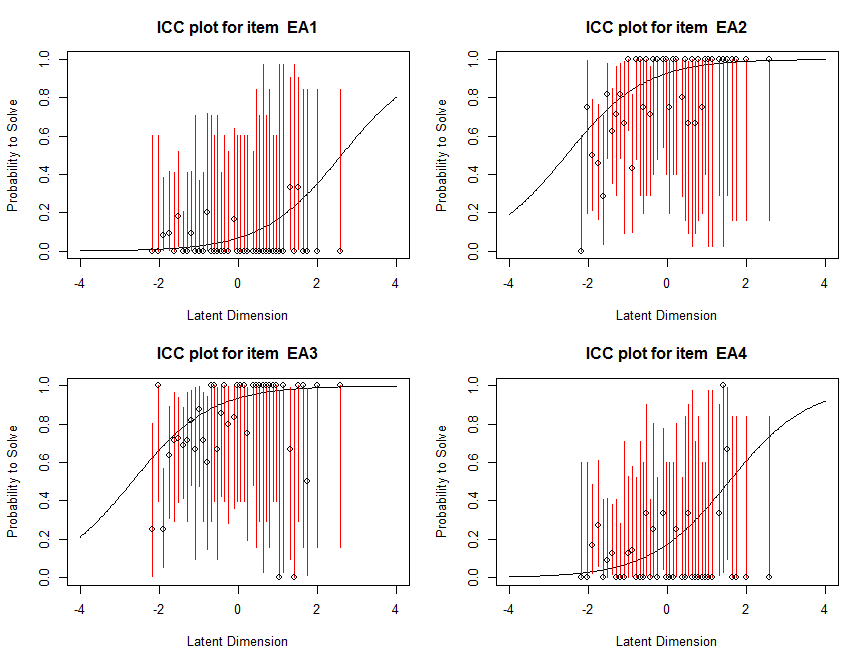 ICC plot for item  EA1
Probability to Solve
0.0 0.2 0.4 0.6 0.8 1.0
-4 -2 0 2 4
Latent Dimension
ICC plot for item  EA2
Probability to Solve
0.0 0.2 0.4 0.6 0.8 1.0
-4 -2 0 2 4
Latent Dimension
ICC plot for item  EA3
Probability to Solve
0.0 0.2 0.4 0.6 0.8 1.0
-4 -2 0 2 4
Latent Dimension
ICC plot for item  EA4
Probability to Solve
0.0 0.2 0.4 0.6 0.8 1.0
-4 -2 0 2 4
Latent Dimension